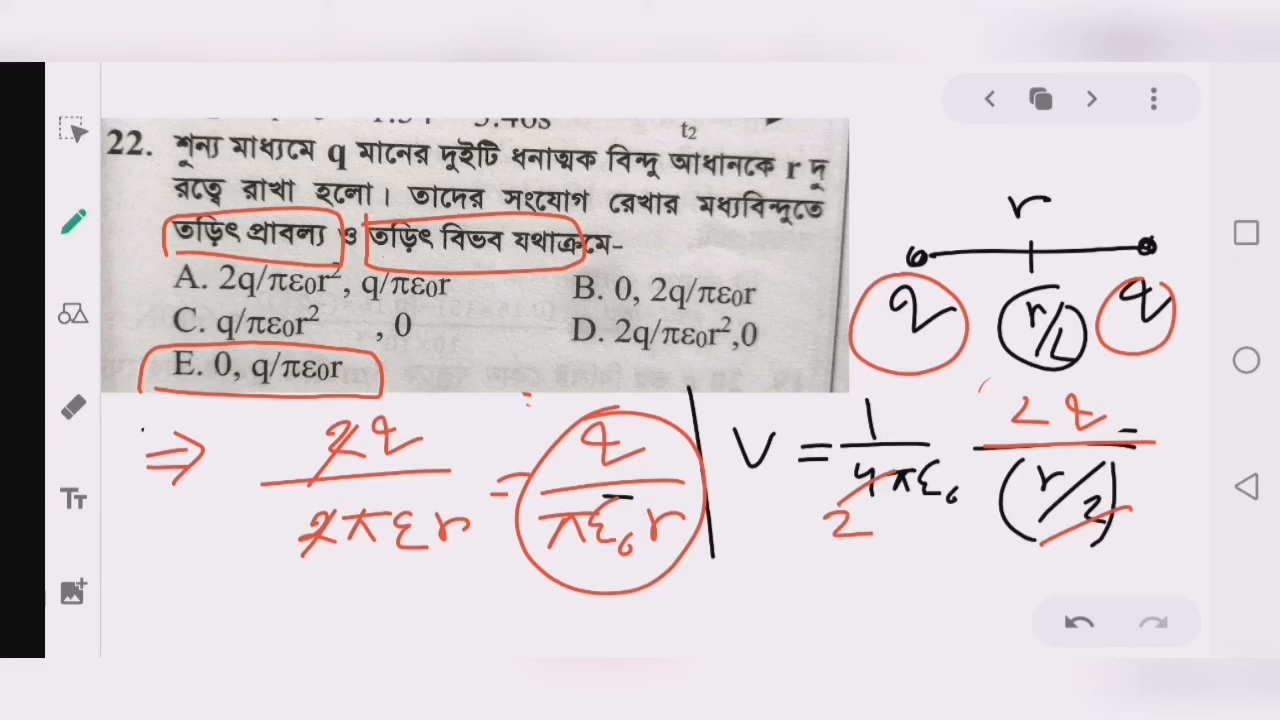 22. শূন্য মাধ্যমে q মানের দুইটি ধনাত্মক বিন্দু আধানকে r দূ
রত্বে রাখা হলো। তাদের সংযোগ রেখার মধ্যবিন্দুতে
তড়িৎ প্রাবল্য ও তড়িৎ বিভব যথাক্রমে-
A. 2q/πε₀r², q/πε₀r B. 0, 2q/πε₀r
C. q/πε₀r² , 0 D. 2q/πε₀r²,0
E. 0, q/πε₀r
r
q r/2 q
⇒ 2q / 2πεr = q / πε₀r
V = 1 / 4πε₀ 2q / (r/2)
2
Tт